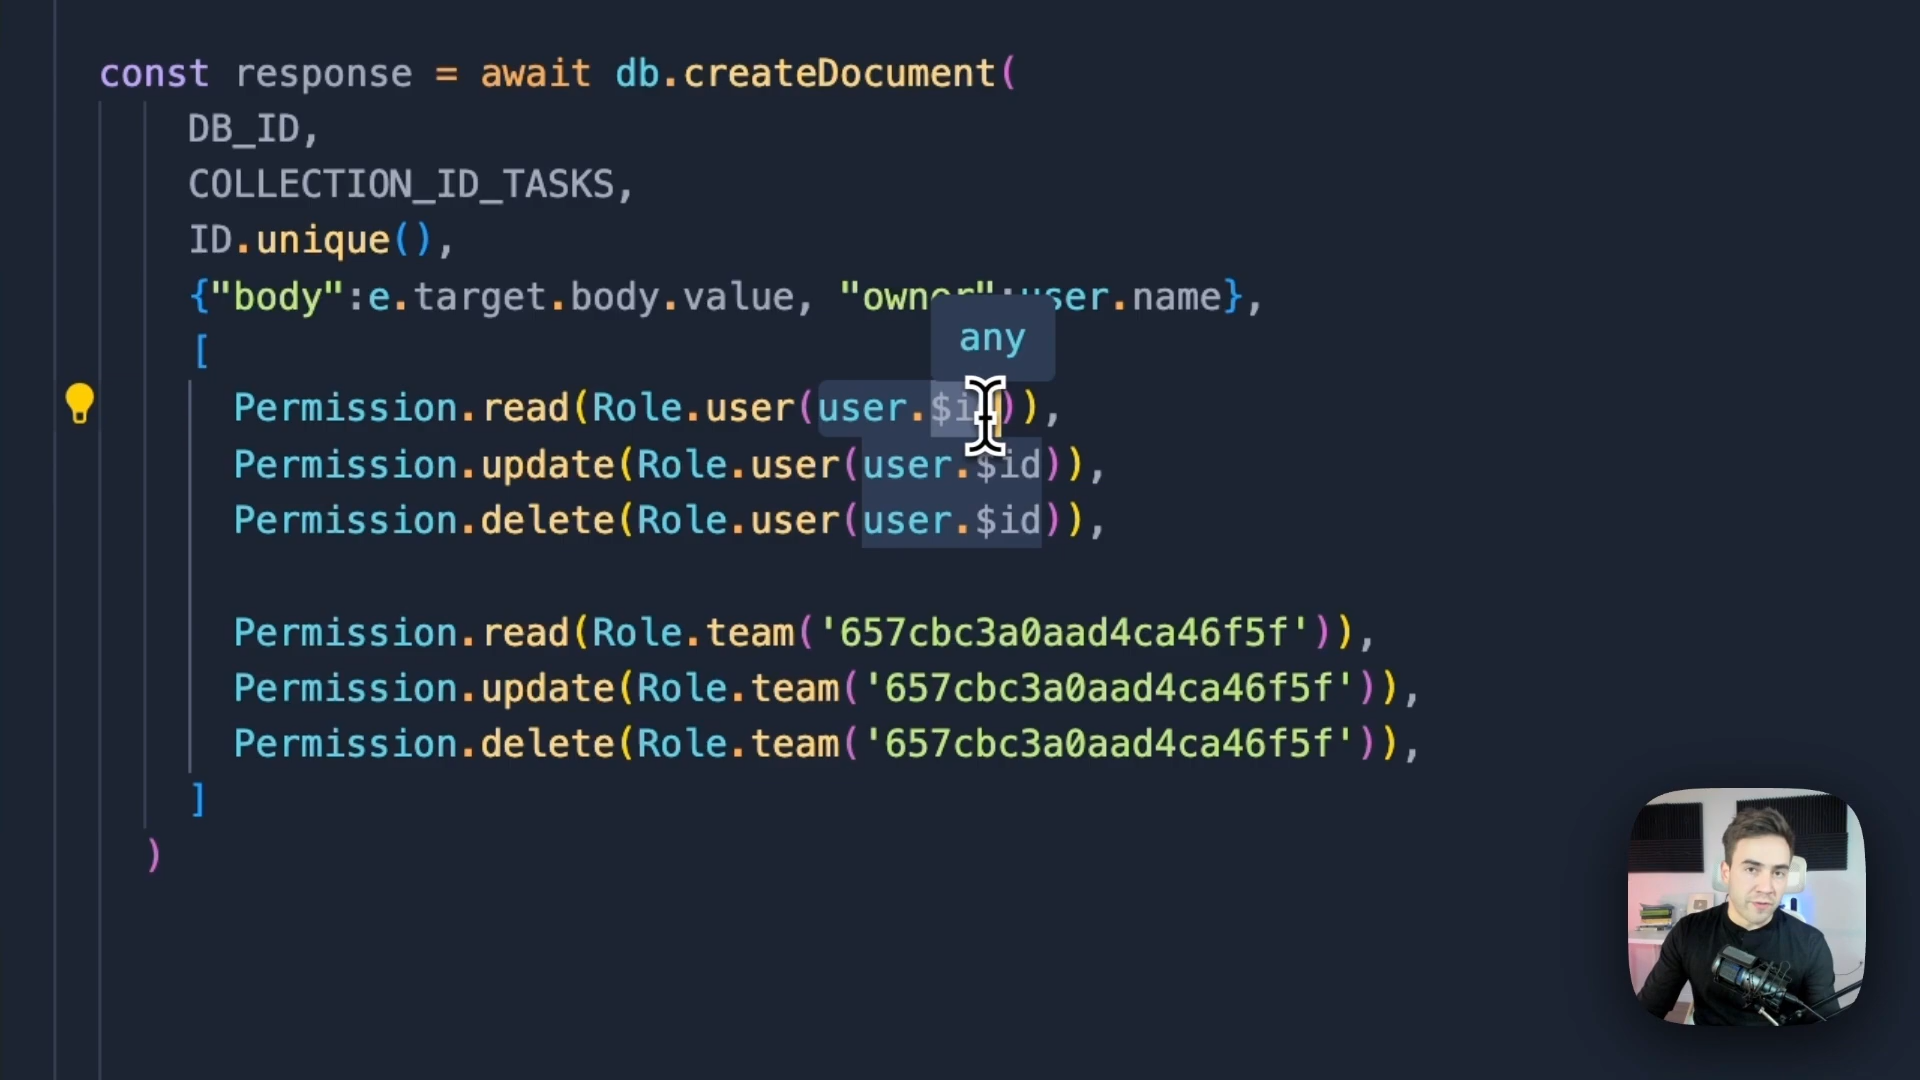 const response = await db.createDocument(
DB_ID,
COLLECTION_ID_TASKS,
ID.unique(),
{"body":e.target.body.value, "owner":user.name},
[
any
Permission.read(Role.user(user.$id)),
Permission.update(Role.user(user.$id)),
Permission.delete(Role.user(user.$id)),
Permission.read(Role.team('657cbc3a0aad4ca46f5f')),
Permission.update(Role.team('657cbc3a0aad4ca46f5f')),
Permission.delete(Role.team('657cbc3a0aad4ca46f5f')),
]
)